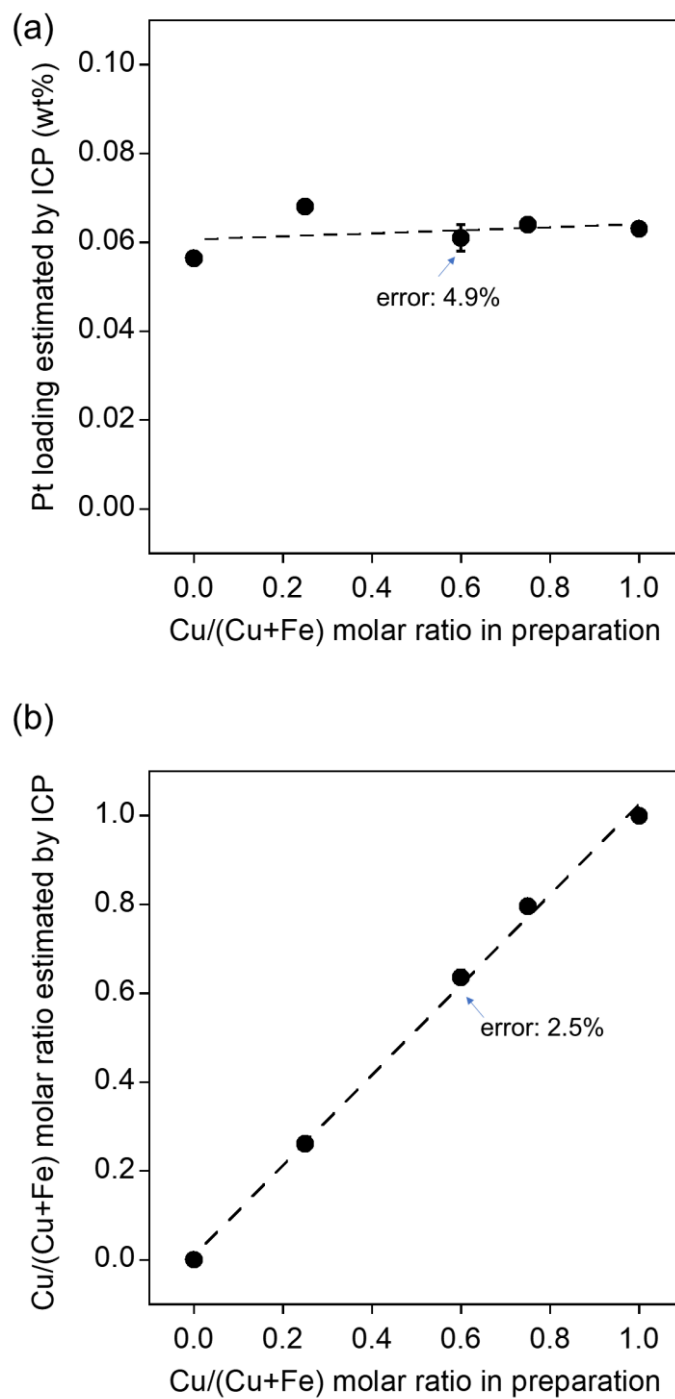 (a)
Pt loading estimated by ICP (wt%)
0.10
0.08
0.06
0.04
0.02
0.00
error: 4.9%
0.0 0.2 0.4 0.6 0.8 1.0
Cu/(Cu+Fe) molar ratio in preparation
(b)
Cu/(Cu+Fe) molar ratio estimated by ICP
1.0
0.8
0.6
0.4
0.2
0.0
error: 2.5%
0.0 0.2 0.4 0.6 0.8 1.0
Cu/(Cu+Fe) molar ratio in preparation